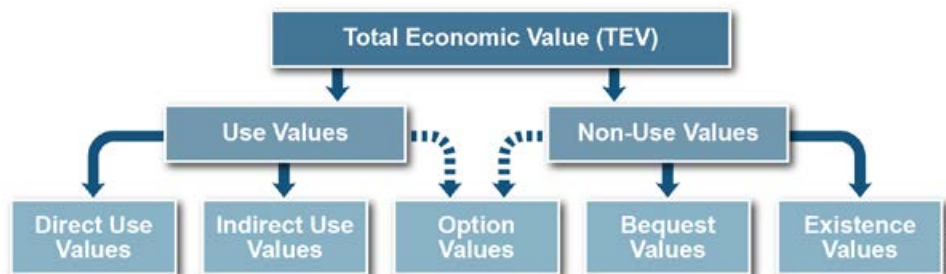 Total Economic Value (TEV)
Use Values
Non-Use Values
Direct Use
Values
Indirect Use
Values
Option
Values
Bequest
Values
Existence
Values